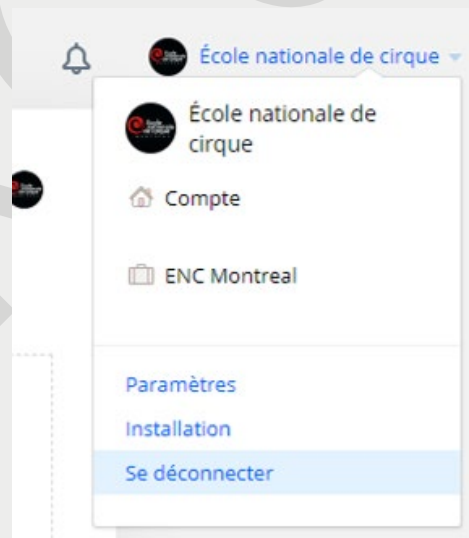 École nationale de cirque
École nationale de
cirque
Compte
ENC Montreal
Paramètres
Installation
Se déconnecter